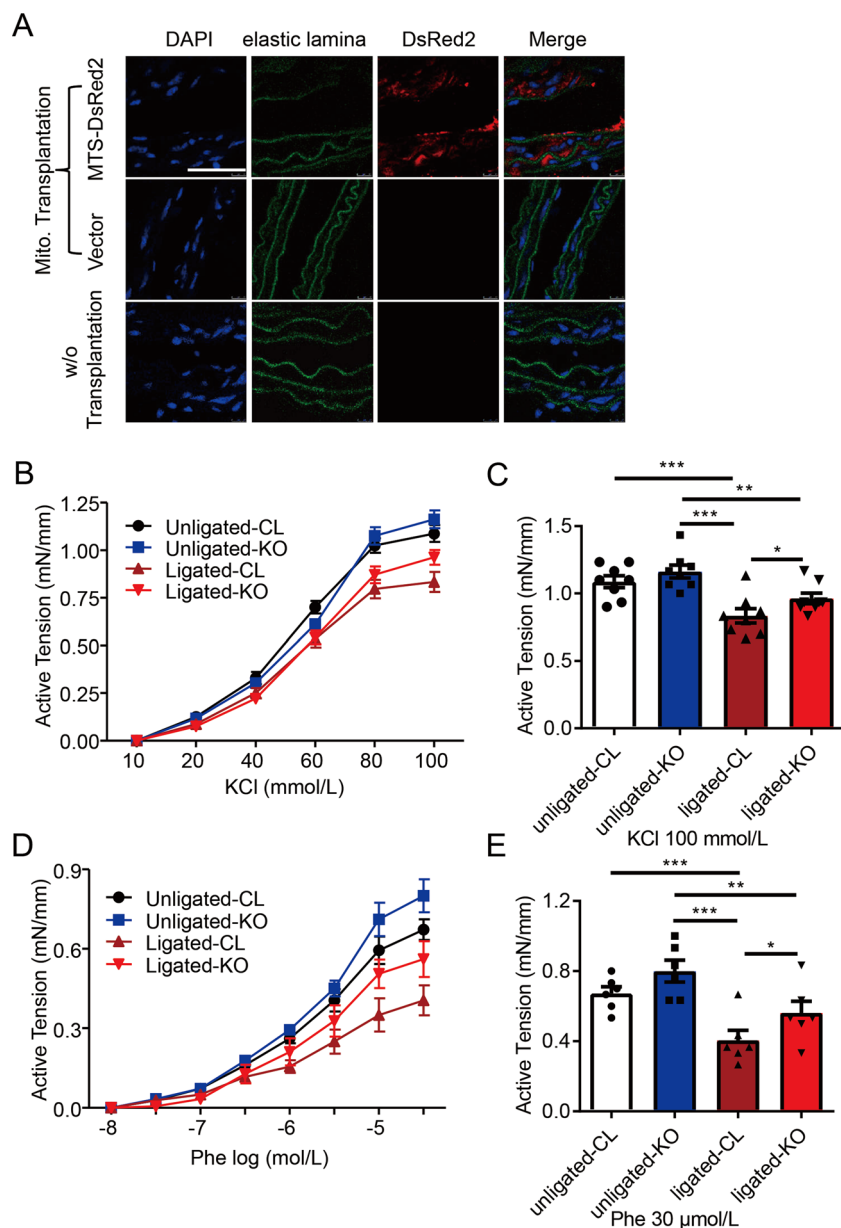 A
DAPI elastic lamina DsRed2 Merge
Mito. Transplantation
MTS-DsRed2
Vector
w/o
Transplantation
B
Active Tension (mN/mm)
1.25
1.00
0.75
0.50
0.25
0.00
Unligated-CL
Unligated-KO
Ligated-CL
Ligated-KO
10 20 40 60 80 100
KCl (mmol/L)
C
Active Tension (mN/mm)
1.5
1.0
0.5
0.0
***
**
***
*
unligated-CL
unligated-KO
ligated-CL
ligated-KO
KCl 100 mmol/L
D
Active Tension (mN/mm)
0.9
0.6
0.3
0.0
Unligated-CL
Unligated-KO
Ligated-CL
Ligated-KO
-8 -7 -6 -5
Phe log (mol/L)
E
Active Tension (mN/mm)
1.2
0.8
0.4
0.0
***
**
***
*
unligated-CL
unligated-KO
ligated-CL
ligated-KO
Phe 30 μmol/L